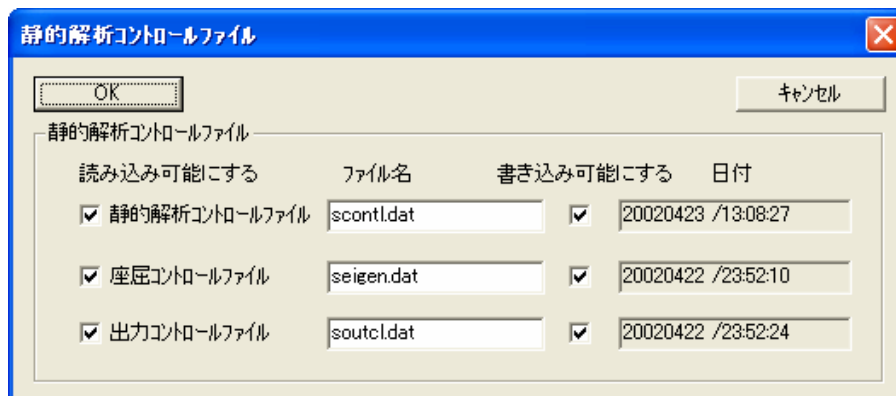 静的解析コントロールファイル
OK キャンセル
静的解析コントロールファイル
読み込み可能にする ファイル名 書き込み可能にする 日付
静的解析コントロールファイル scontl.dat 20020423 /13:08:27
座屈コントロールファイル seigen.dat 20020422 /23:52:10
出力コントロールファイル soutcl.dat 20020422 /23:52:24